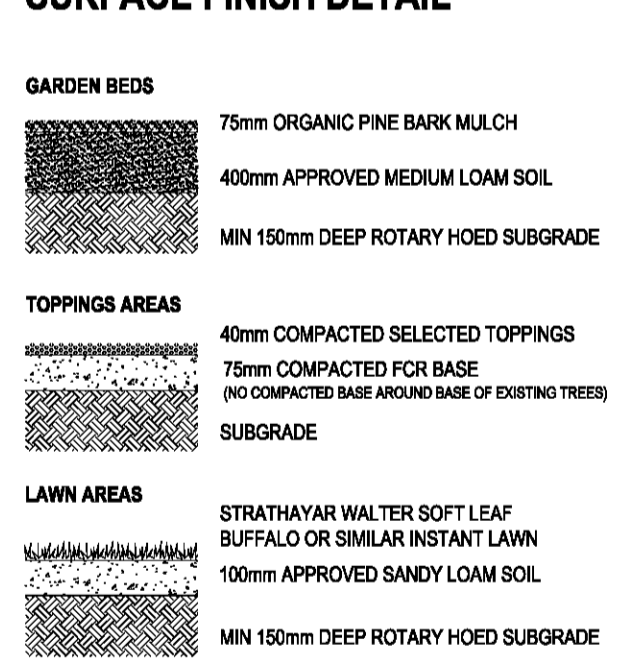 SURFACE FINISH DETAIL
GARDEN BEDS
75mm ORGANIC PINE BARK MULCH
400mm APPROVED MEDIUM LOAM SOIL
MIN 150mm DEEP ROTARY HOED SUBGRADE
TOPPINGS AREAS
40mm COMPACTED SELECTED TOPPINGS
75mm COMPACTED FCR BASE
(NO COMPACTED BASE AROUND BASE OF EXISTING TREES)
SUBGRADE
LAWN AREAS
STRATHAYAR WALTER SOFT LEAF
BUFFALO OR SIMILAR INSTANT LAWN
100mm APPROVED SANDY LOAM SOIL
MIN 150mm DEEP ROTARY HOED SUBGRADE